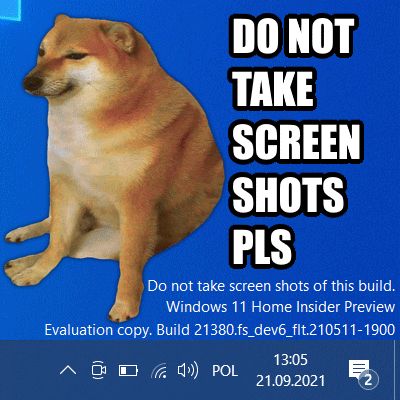 DO NOT
TAKE
SCREEN
SHOTS
PLS
Do not take screen shots of this build.
Windows 11 Home Insider Preview
Evaluation copy. Build 21380.fs_dev6_flt.210511-1900
POL
13:05
21.09.2021
2